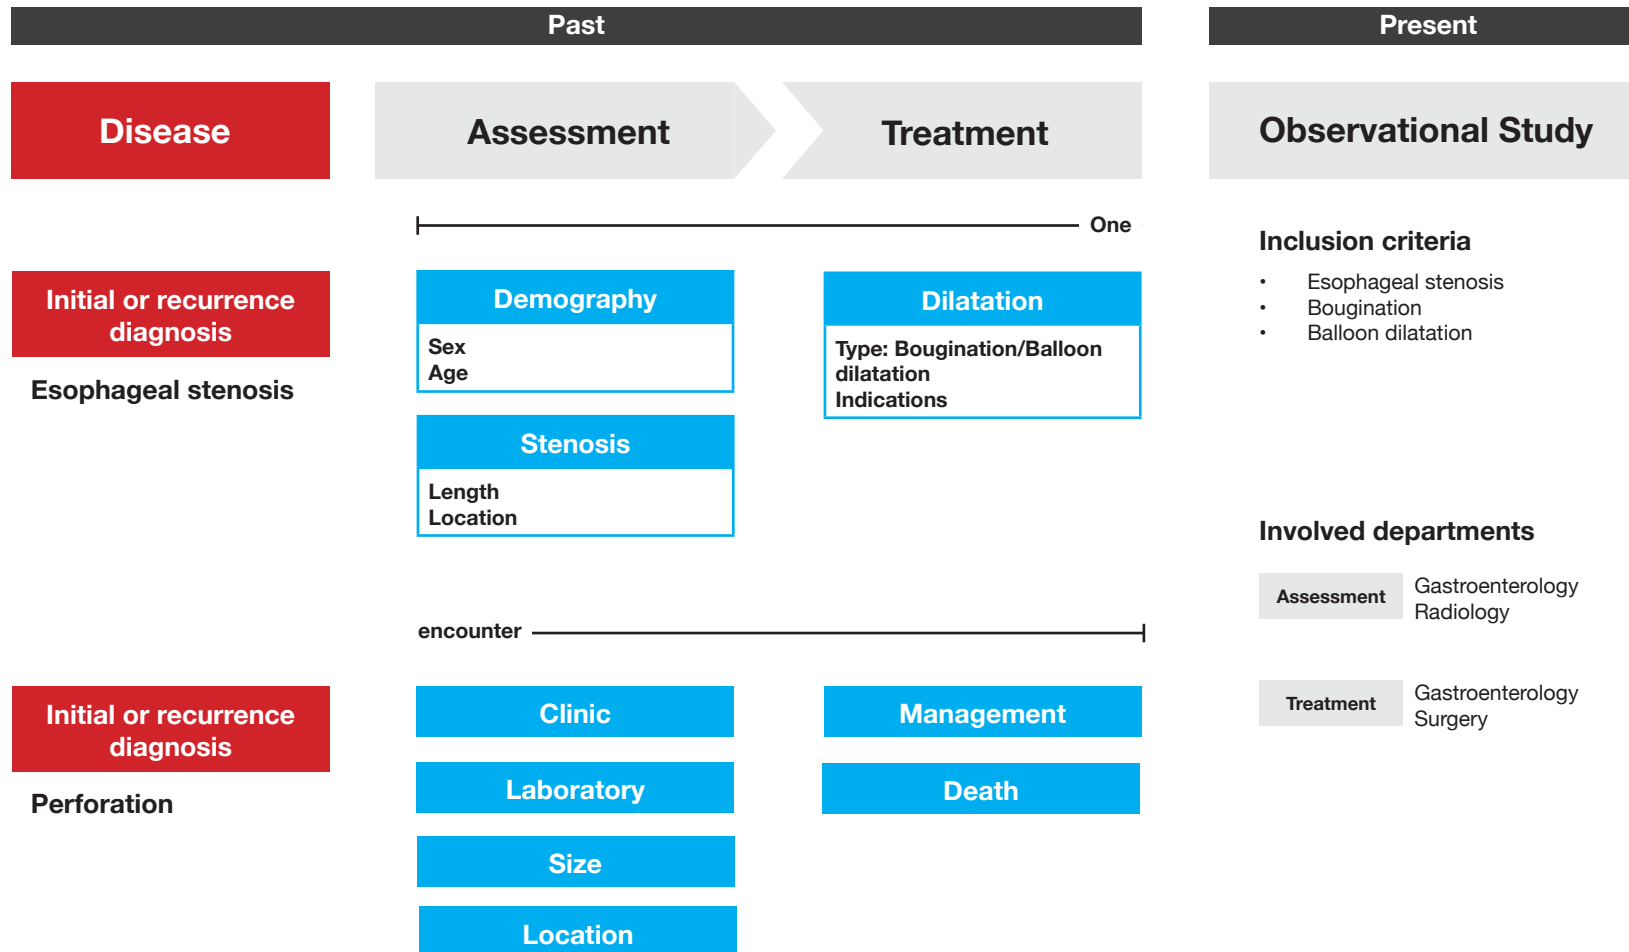 Past
Present
Disease
Assessment
Treatment
Observational Study
One
Initial or recurrence
diagnosis
Esophageal stenosis
Demography
Sex
Age
Stenosis
Length
Location
Dilatation
Type: Bougination/Balloon
dilatation
Indications
Inclusion criteria
• Esophageal stenosis
• Bougination
• Balloon dilatation
Involved departments
Assessment
Gastroenterology
Radiology
Treatment
Gastroenterology
Surgery
encounter
Initial or recurrence
diagnosis
Perforation
Clinic
Laboratory
Size
Location
Management
Death